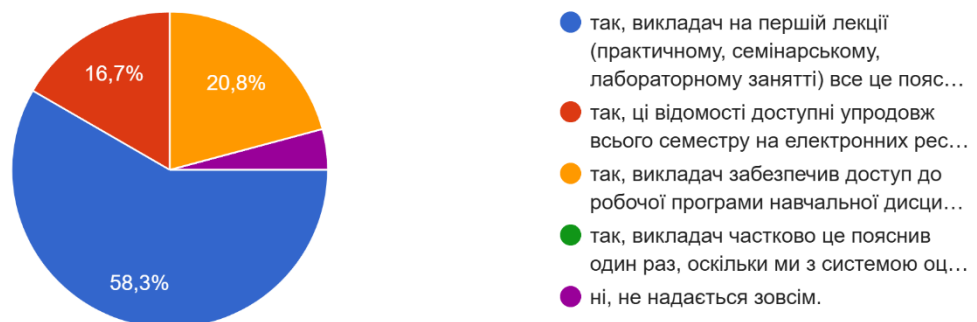 16,7%
20,8%
58,3%
так, викладач на першій лекції
(практичному, семінарському,
лабораторному занятті) все це пояс…
так, ці відомості доступні упродовж
всього семестру на електронних рес…
так, викладач забезпечив доступ до
робочої програми навчальної дисци…
так, викладач частково це пояснив
один раз, оскільки ми з системою оц…
ні, не надається зовсім.